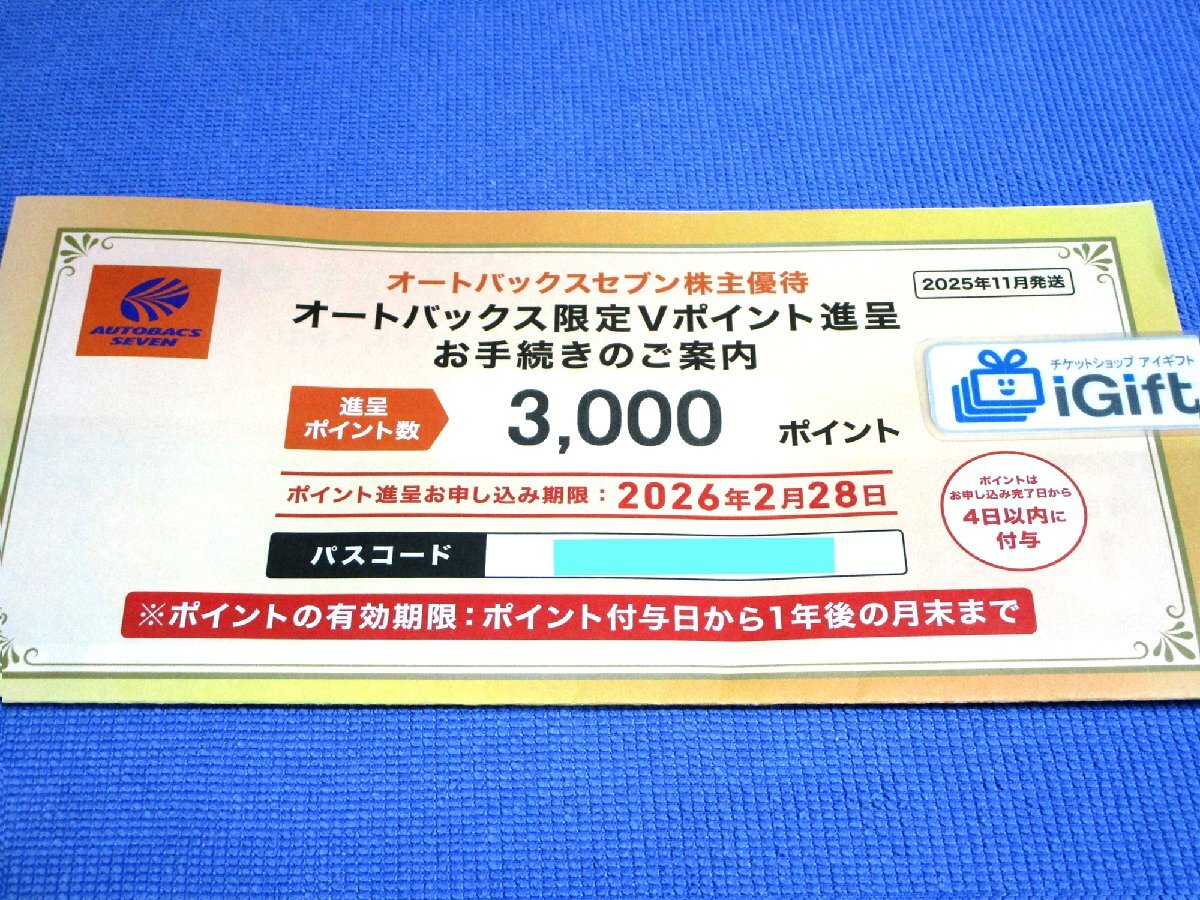 AUTOBACS
SEVEN
オートバックスセブン株主優待
2025年11月発送
オートバックス限定Vポイント進呈
お手続きのご案内
進呈
ポイント数
3,000
ポイント
チケットショップ アイギフト
iGift
ポイント進呈お申し込み期限：2026年2月28日
ポイントは
お申し込み完了日から
4日以内に
付与
パスコード
※ポイントの有効期限：ポイント付与日から1年後の月末まで